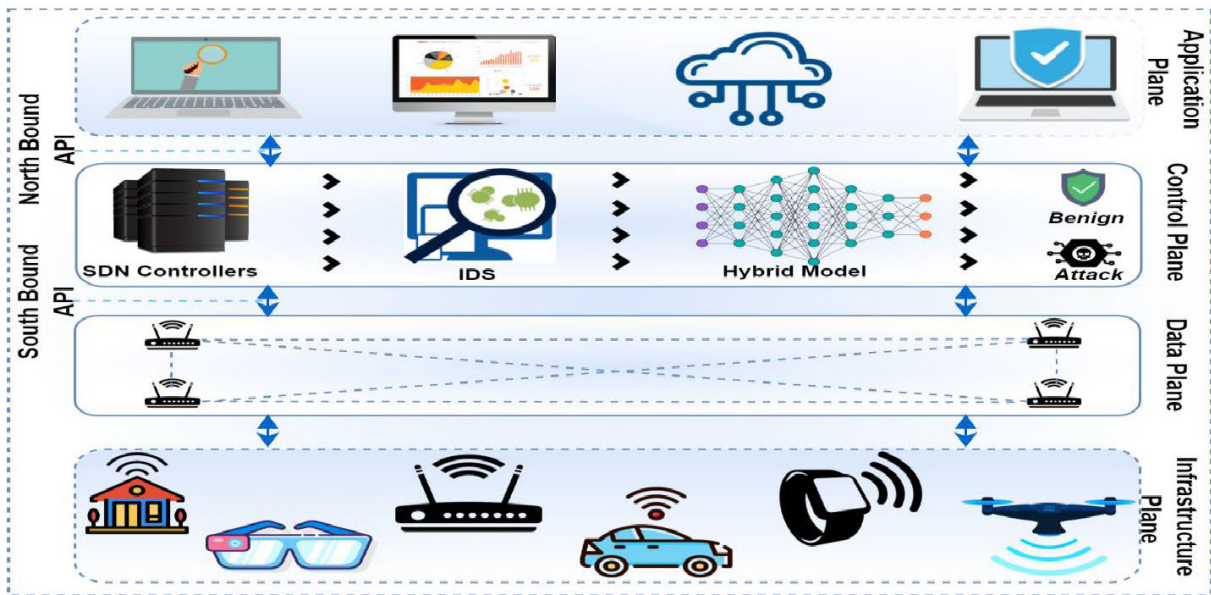 Application
Plane
North Bound
API
SDN Controllers
IDS
Hybrid Model
Benign
Attack
Control Plane
South Bound
API
Data Plane
Infrastructure
Plane